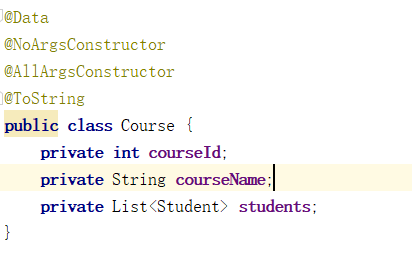 @Data
@NoArgsConstructor
@AllArgsConstructor
@ToString
public class Course {
    private int courseId;
    private String courseName;
    private List<Student> students;
}